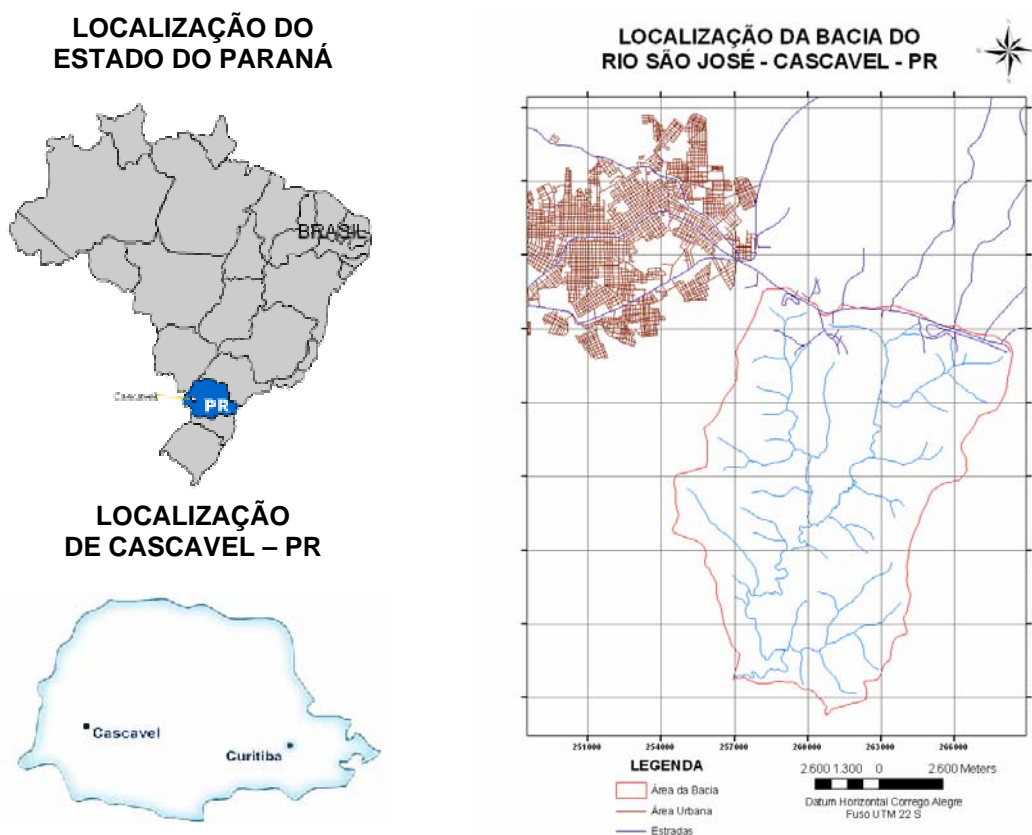 LOCALIZAÇÃO DO
ESTADO DO PARANÁ
BRASIL
Cascavel
PR
LOCALIZAÇÃO
DE CASCAVEL – PR
Cascavel
Curitiba
LOCALIZAÇÃO DA BACIA DO
RIO SÃO JOSÉ - CASCAVEL - PR
251000 254000 257000 260000 263000 266000
LEGENDA
Área da Bacia
Área Urbana
Estradas
2.600 1.300 0 2.600 Meters
Datum Horizontal Corrego Alegre
Fuso UTM 22 S